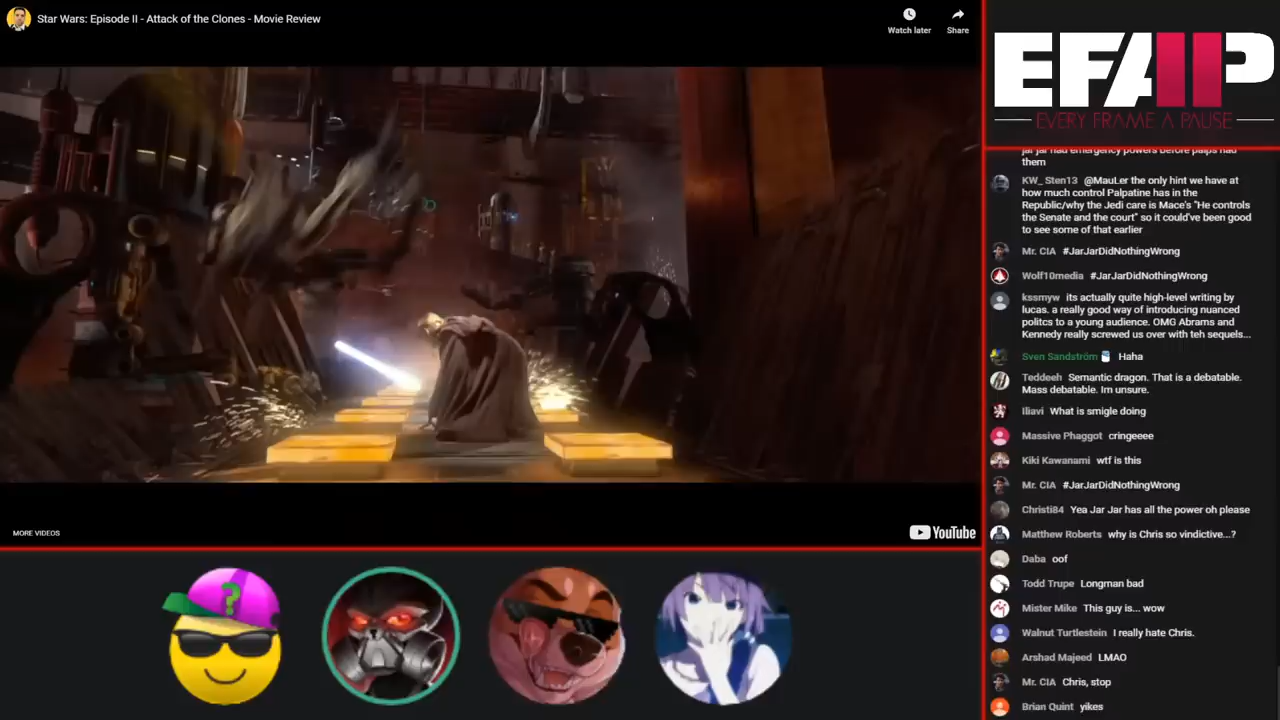 Star Wars: Episode II - Attack of the Clones - Movie Review
Watch later
Share
MORE VIDEOS
YouTube
?
EFAP
EVERY FRAME A PAUSE
jar jar had emergency powers before palps had
them
KW_Sten13 @MauLer the only hint we have at
how much control Palpatine has in the
Republic/why the Jedi care is Mace's "He controls
the Senate and the court" so it could've been good
to see some of that earlier
Mr. CIA #JarJarDidNothingWrong
Wolf10media #JarJarDidNothingWrong
kssmyw its actually quite high-level writing by
lucas. a really good way of introducing nuanced
politcs to a young audience. OMG Abrams and
Kennedy really screwed us over with teh sequels...
Sven Sandström Haha
Teddeeh Semantic dragon. That is a debatable.
Mass debatable. Im unsure.
Iliavi What is smigle doing
Massive Phaggot cringeeee
Kiki Kawanami wtf is this
Mr. CIA #JarJarDidNothingWrong
Christi84 Yea Jar Jar has all the power oh please
Matthew Roberts why is Chris so vindictive...?
Daba oof
Todd Trupe Longman bad
Mister Mike This guy is... wow
Walnut Turtlestein I really hate Chris.
Arshad Majeed LMAO
Mr. CIA Chris, stop
Brian Quint yikes